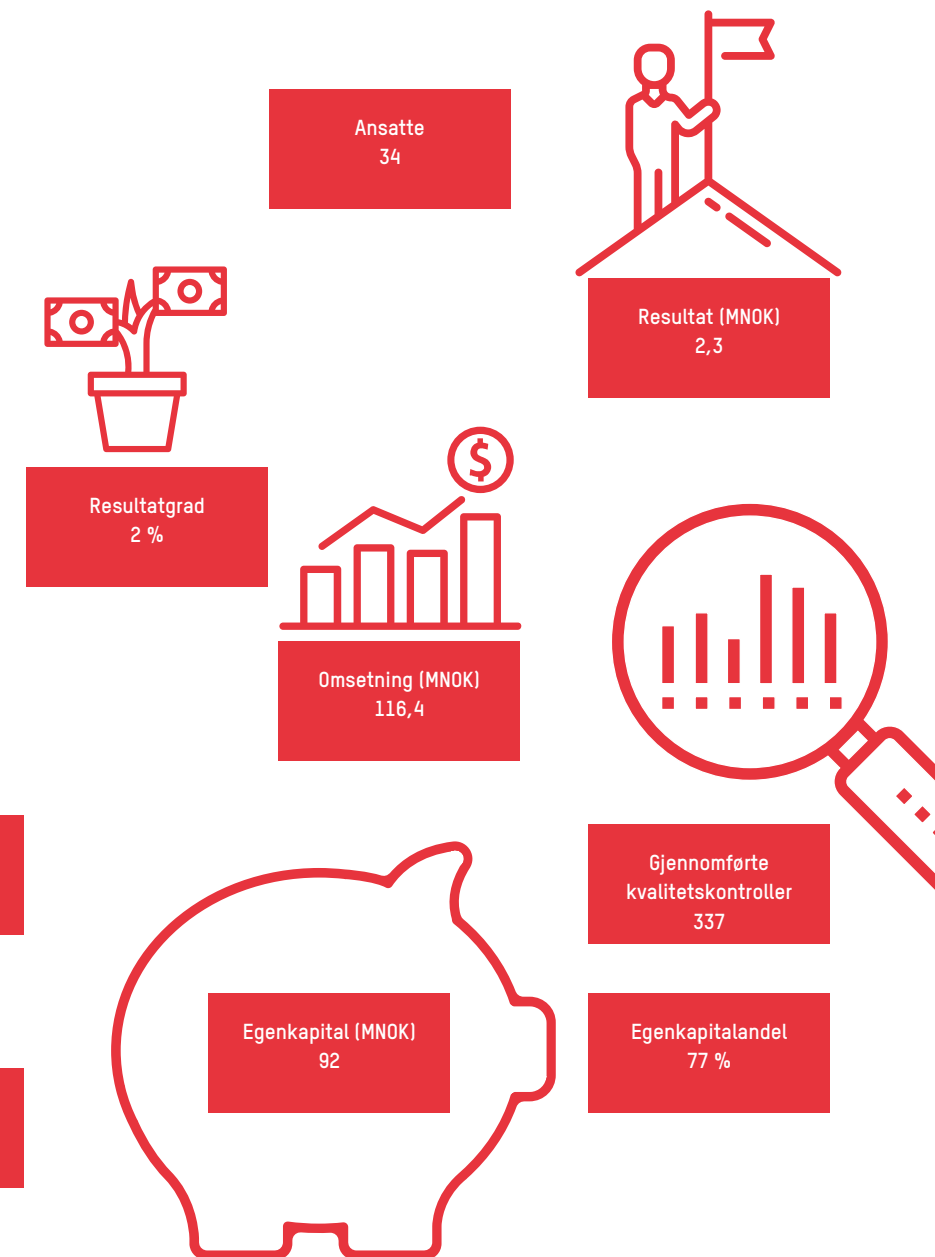 Ansatte
34
Resultat (MNOK)
2,3
Resultatgrad
2 %
$
Omsetning (MNOK)
116,4
Gjennomførte
kvalitetskontroller
337
Egenkapital (MNOK)
92
Egenkapitalandel
77 %